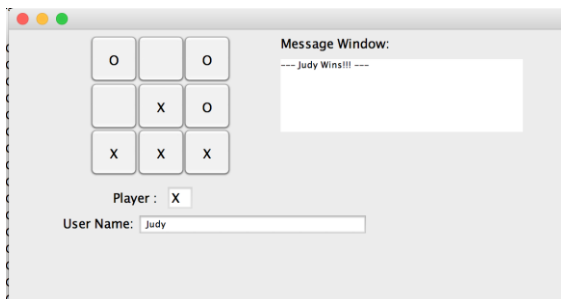 O O
X O
X X X
Message Window:
--- Judy Wins!!! ---
Player : X
User Name: Judy